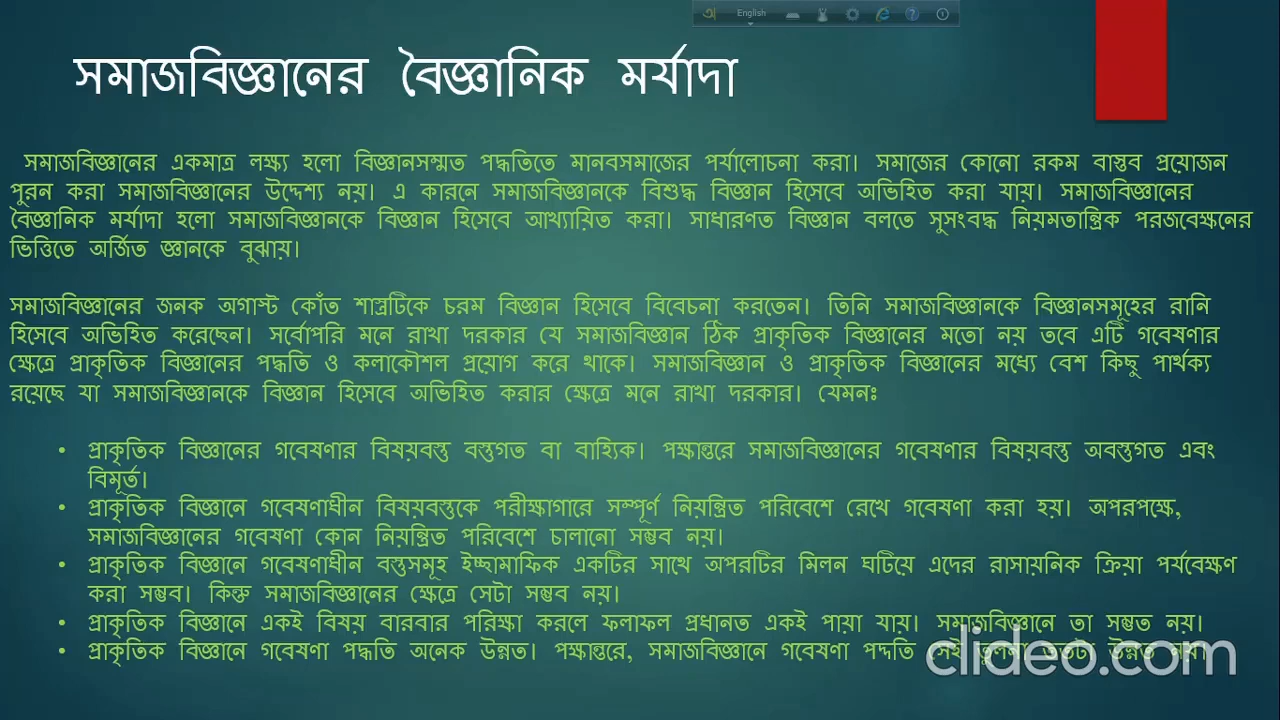 English
সমাজবিজ্ঞানের বৈজ্ঞানিক মর্যাদা
সমাজবিজ্ঞানের একমাত্র লক্ষ্য হলো বিজ্ঞানসম্মত পদ্ধতিতে মানবসমাজের পর্যালোচনা করা। সমাজের কোনো রকম বাস্তব প্রয়োজন
পুরন করা সমাজবিজ্ঞানের উদ্দেশ্য নয়। এ কারনে সমাজবিজ্ঞানকে বিশুদ্ধ বিজ্ঞান হিসেবে অভিহিত করা যায়। সমাজবিজ্ঞানের
বৈজ্ঞানিক মর্যাদা হলো সমাজবিজ্ঞানকে বিজ্ঞান হিসেবে আখ্যায়িত করা। সাধারণত বিজ্ঞান বলতে সুসংবদ্ধ নিয়মতান্ত্রিক পরজবেক্ষনের
ভিত্তিতে অর্জিত জ্ঞানকে বুঝায়।
সমাজবিজ্ঞানের জনক অগাস্ট কোঁত শাস্ত্রটিকে চরম বিজ্ঞান হিসেবে বিবেচনা করতেন। তিনি সমাজবিজ্ঞানকে বিজ্ঞানসমূহের রানি
হিসেবে অভিহিত করেছেন। সর্বোপরি মনে রাখা দরকার যে সমাজবিজ্ঞান ঠিক প্রাকৃতিক বিজ্ঞানের মতো নয় তবে এটি গবেষণার
ক্ষেত্রে প্রাকৃতিক বিজ্ঞানের পদ্ধতি ও কলাকৌশল প্রয়োগ করে থাকে। সমাজবিজ্ঞান ও প্রাকৃতিক বিজ্ঞানের মধ্যে বেশ কিছু পার্থক্য
রয়েছে যা সমাজবিজ্ঞানকে বিজ্ঞান হিসেবে অভিহিত করার ক্ষেত্রে মনে রাখা দরকার। যেমনঃ
• প্রাকৃতিক বিজ্ঞানের গবেষণার বিষয়বস্তু বস্তুগত বা বাহ্যিক। পক্ষান্তরে সমাজবিজ্ঞানের গবেষণার বিষয়বস্তু অবস্তুগত এবং
বিমূর্ত।
• প্রাকৃতিক বিজ্ঞানে গবেষণাধীন বিষয়বস্তুকে পরীক্ষাগারে সম্পূর্ণ নিয়ন্ত্রিত পরিবেশে রেখে গবেষণা করা হয়। অপরপক্ষে,
সমাজবিজ্ঞানের গবেষণা কোন নিয়ন্ত্রিত পরিবেশে চালানো সম্ভব নয়।
• প্রাকৃতিক বিজ্ঞানে গবেষণাধীন বস্তুসমূহ ইচ্ছামাফিক একটির সাথে অপরটির মিলন ঘটিয়ে এদের রাসায়নিক ক্রিয়া পর্যবেক্ষণ
করা সম্ভব। কিন্তু সমাজবিজ্ঞানের ক্ষেত্রে সেটা সম্ভব নয়।
• প্রাকৃতিক বিজ্ঞানে একই বিষয় বারবার পরিক্ষা করলে ফলাফল প্রধানত একই পায়া যায়। সমাজবিজ্ঞানে তা সম্ভত নয়।
• প্রাকৃতিক বিজ্ঞানে গবেষণা পদ্ধতি অনেক উন্নত। পক্ষান্তরে, সমাজবিজ্ঞানে গবেষণা পদ্দতি সেই তুলনা ততটা উন্নত নয়।
clideo.com